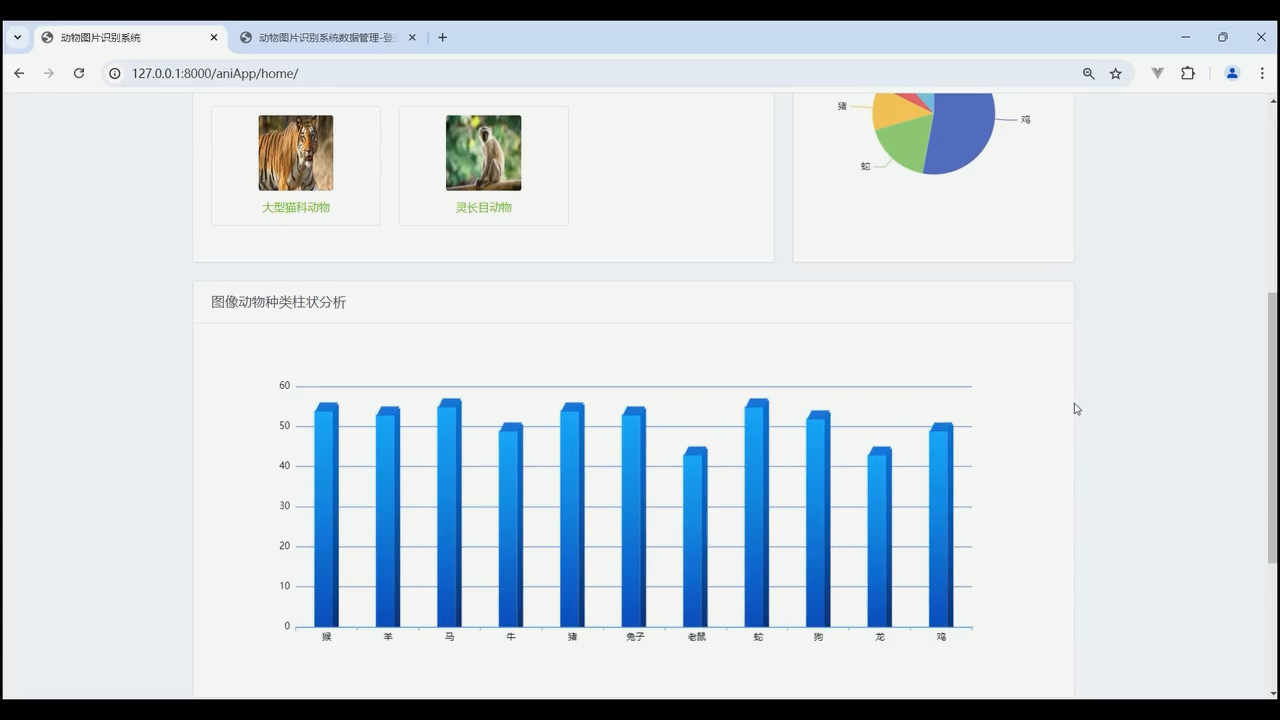 动物图片识别系统
动物图片识别系统数据管理-登
127.0.0.1:8000/aniApp/home/
猪
鸡
蛇
大型猫科动物
灵长目动物
图像动物种类柱状分析
60
50
40
30
20
10
0
猴 羊 马 牛 猪 兔子 老鼠 蛇 狗 龙 鸡